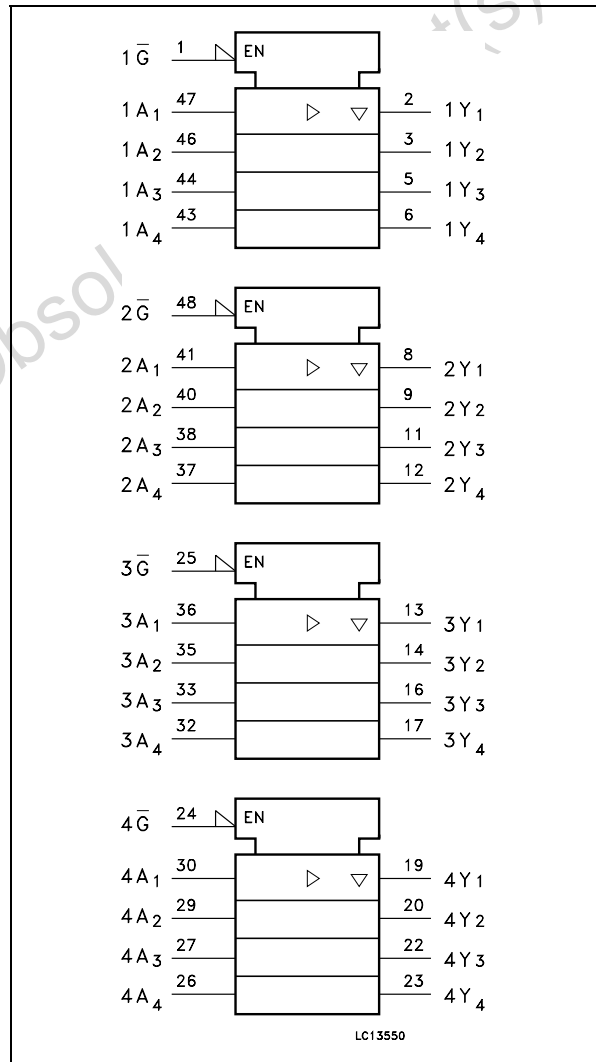 1G̅ 1 EN
1A1 47 2 1Y1
1A2 46 3 1Y2
1A3 44 5 1Y3
1A4 43 6 1Y4
2G̅ 48 EN
2A1 41 8 2Y1
2A2 40 9 2Y2
2A3 38 11 2Y3
2A4 37 12 2Y4
3G̅ 25 EN
3A1 36 13 3Y1
3A2 35 14 3Y2
3A3 33 16 3Y3
3A4 32 17 3Y4
4G̅ 24 EN
4A1 30 19 4Y1
4A2 29 20 4Y2
4A3 27 22 4Y3
4A4 26 23 4Y4
LC13550